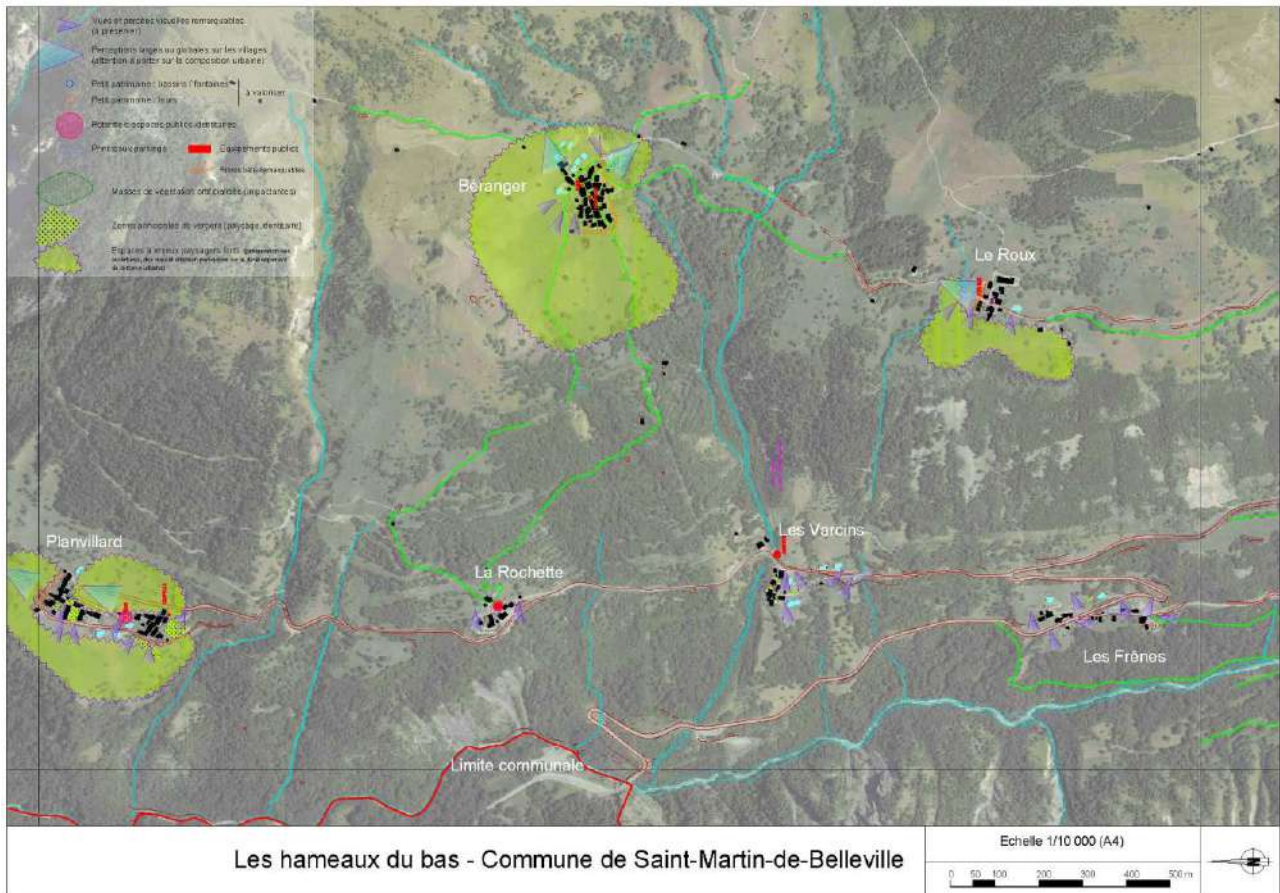 Vues et percées visuelles remarquables
(à préserver)
Perceptions larges ou globales sur les villages
(attention à porter sur la composition urbaine)
Petit patrimoine : bassins / fontaines
Petit patrimoine : fours
à valoriser
Potentiels espaces publics identitaires
Principaux parkings
Equipements publics
Masses de végétation artificialisée (impactantes)
Zones principales de vergers (paysage identitaire)
Espaces à enjeux paysagers forts
Béranger
Le Roux
Les Varcins
Planvillard
La Rochette
Les Frênes
Limite communale
Les hameaux du bas - Commune de Saint-Martin-de-Belleville
Echelle 1/10 000 (A4)
0 50 100 200 300 400 500 m
N